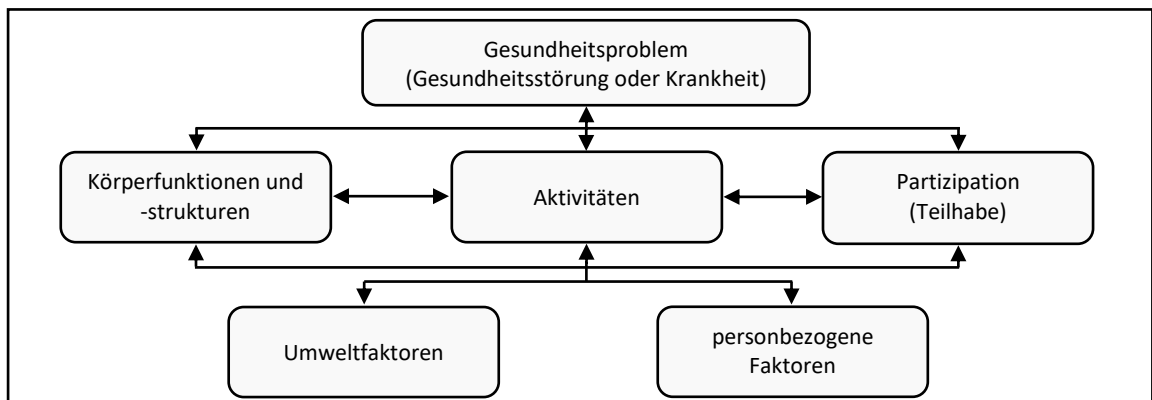 Gesundheitsproblem
(Gesundheitsstörung oder Krankheit)
Körperfunktionen und
-strukturen
Aktivitäten
Partizipation
(Teilhabe)
Umweltfaktoren
personbezogene
Faktoren